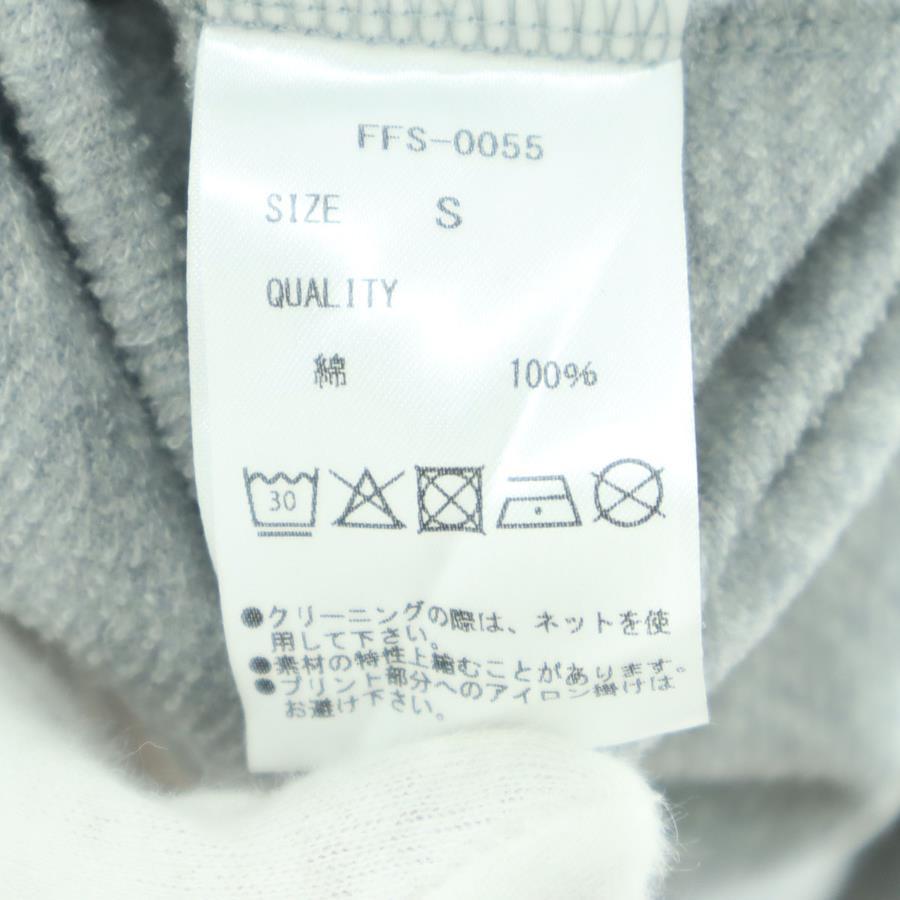 FFS-0055
SIZE S
QUALITY
綿 100%
30
●クリーニングの際は、ネットを使
用して下さい。
●素材の特性上縮むことがあります。
●プリント部分へのアイロン掛けは
お避け下さい。